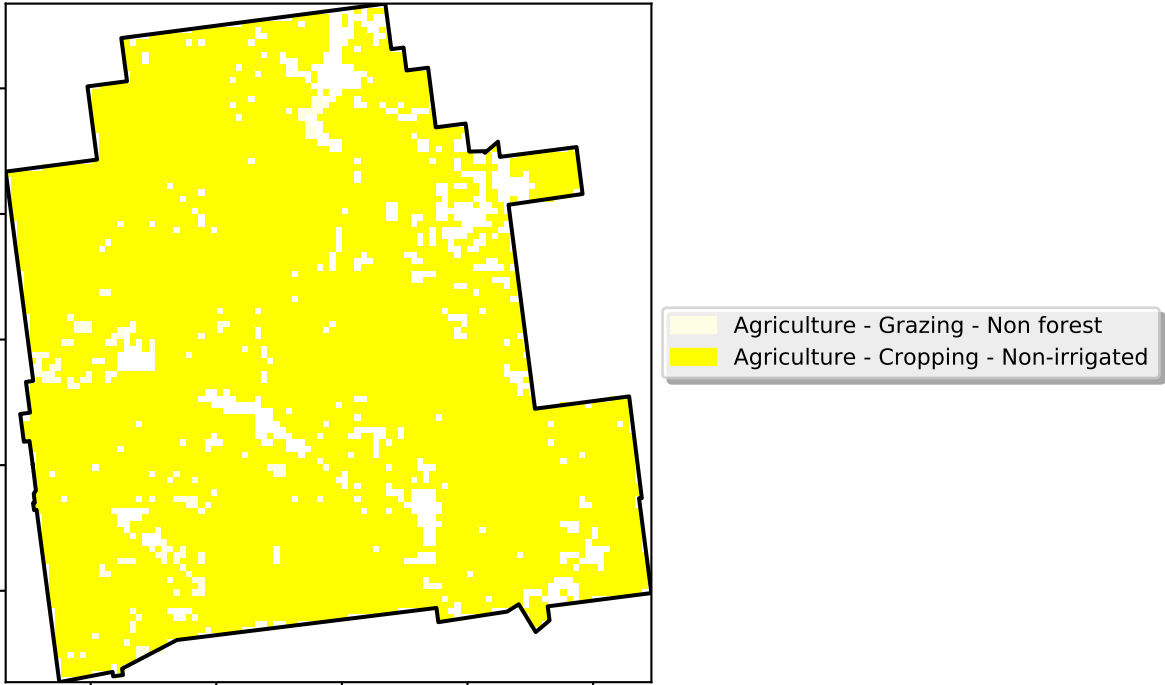 Agriculture - Grazing - Non forest
Agriculture - Cropping - Non-irrigated